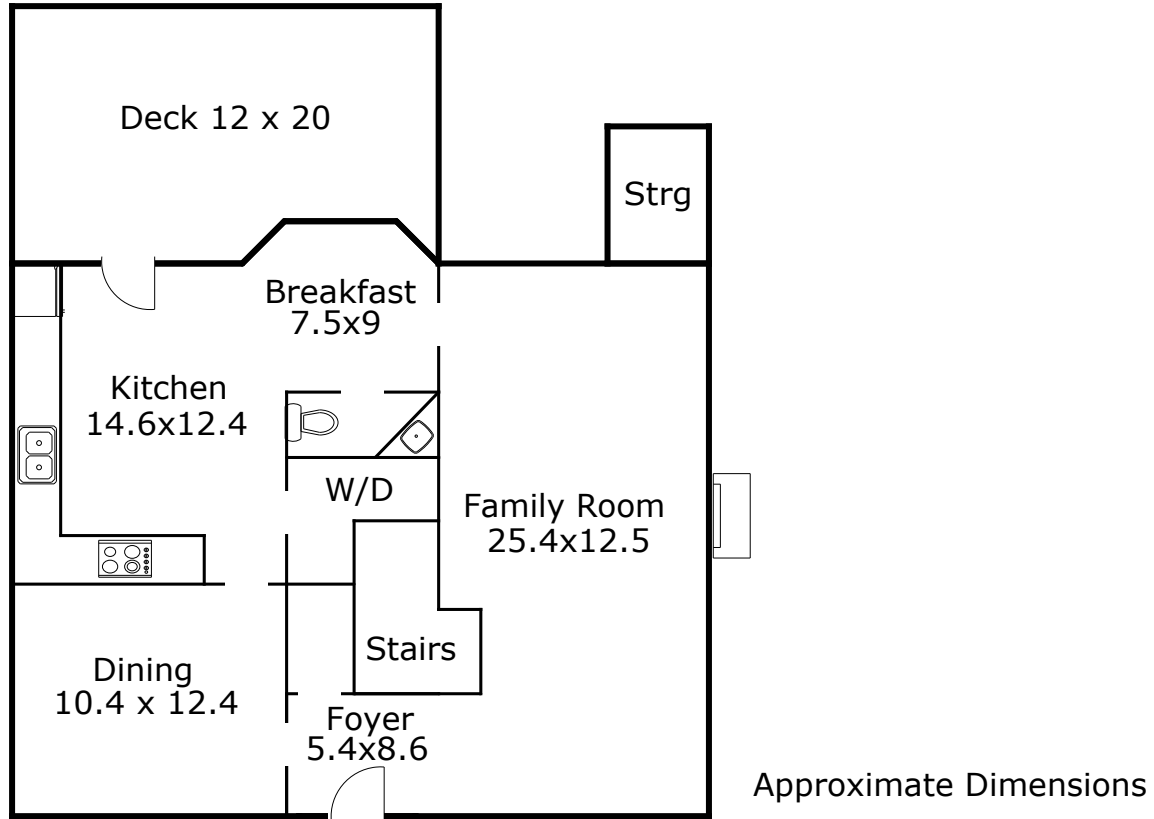 Deck 12 x 20
Strg
Breakfast
7.5x9
Kitchen
14.6x12.4
W/D
Family Room
25.4x12.5
Stairs
Dining
10.4 x 12.4
Foyer
5.4x8.6
Approximate Dimensions